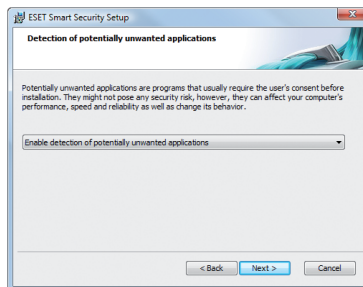 ESET Smart Security Setup
Detection of potentially unwanted applications
Potentially unwanted applications are programs that usually require the user's consent before
installation. They might not pose any security risk, however, they can affect your computer's
performance, speed and reliability as well as change its behavior.
Enable detection of potentially unwanted applications
< Back Next > Cancel